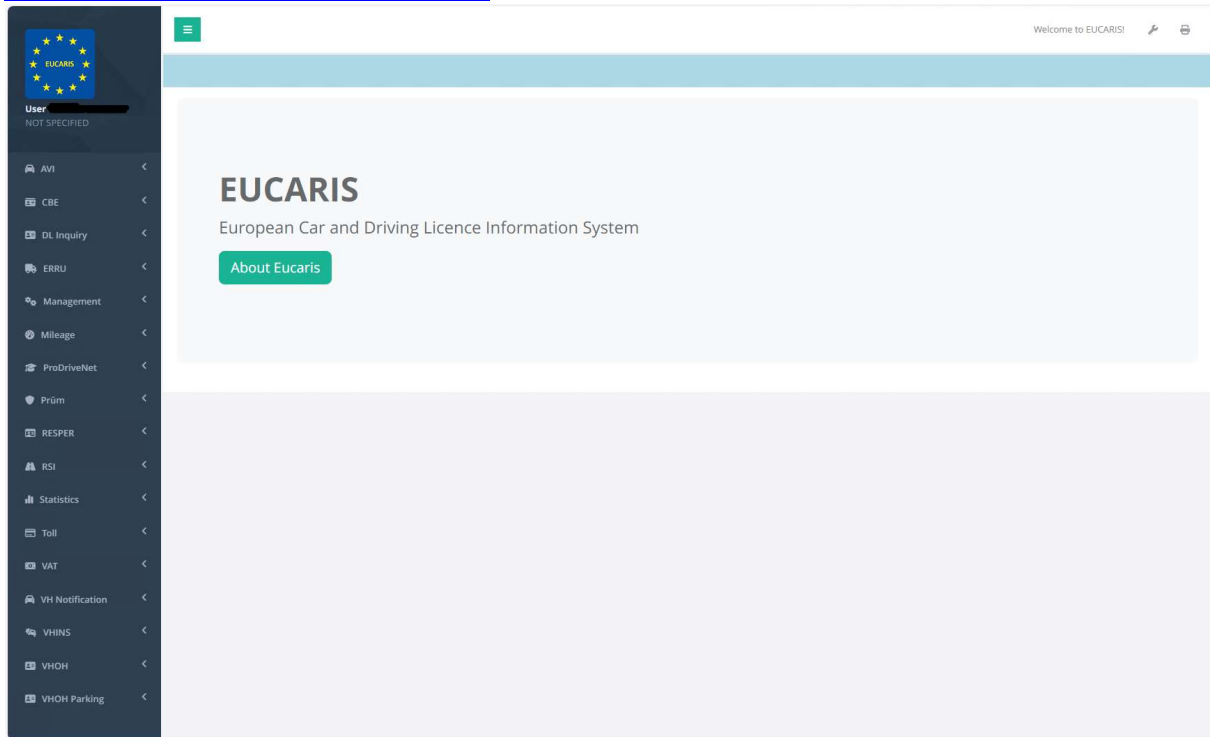 EUCARIS
User
NOT SPECIFIED
AVI
CBE
DL Inquiry
ERRU
Management
Mileage
ProDriveNet
Prüm
RESPER
RSI
Statistics
Toll
VAT
VH Notification
VHINS
VHOH
VHOH Parking
Welcome to EUCARIS!
EUCARIS
European Car and Driving Licence Information System
About Eucaris